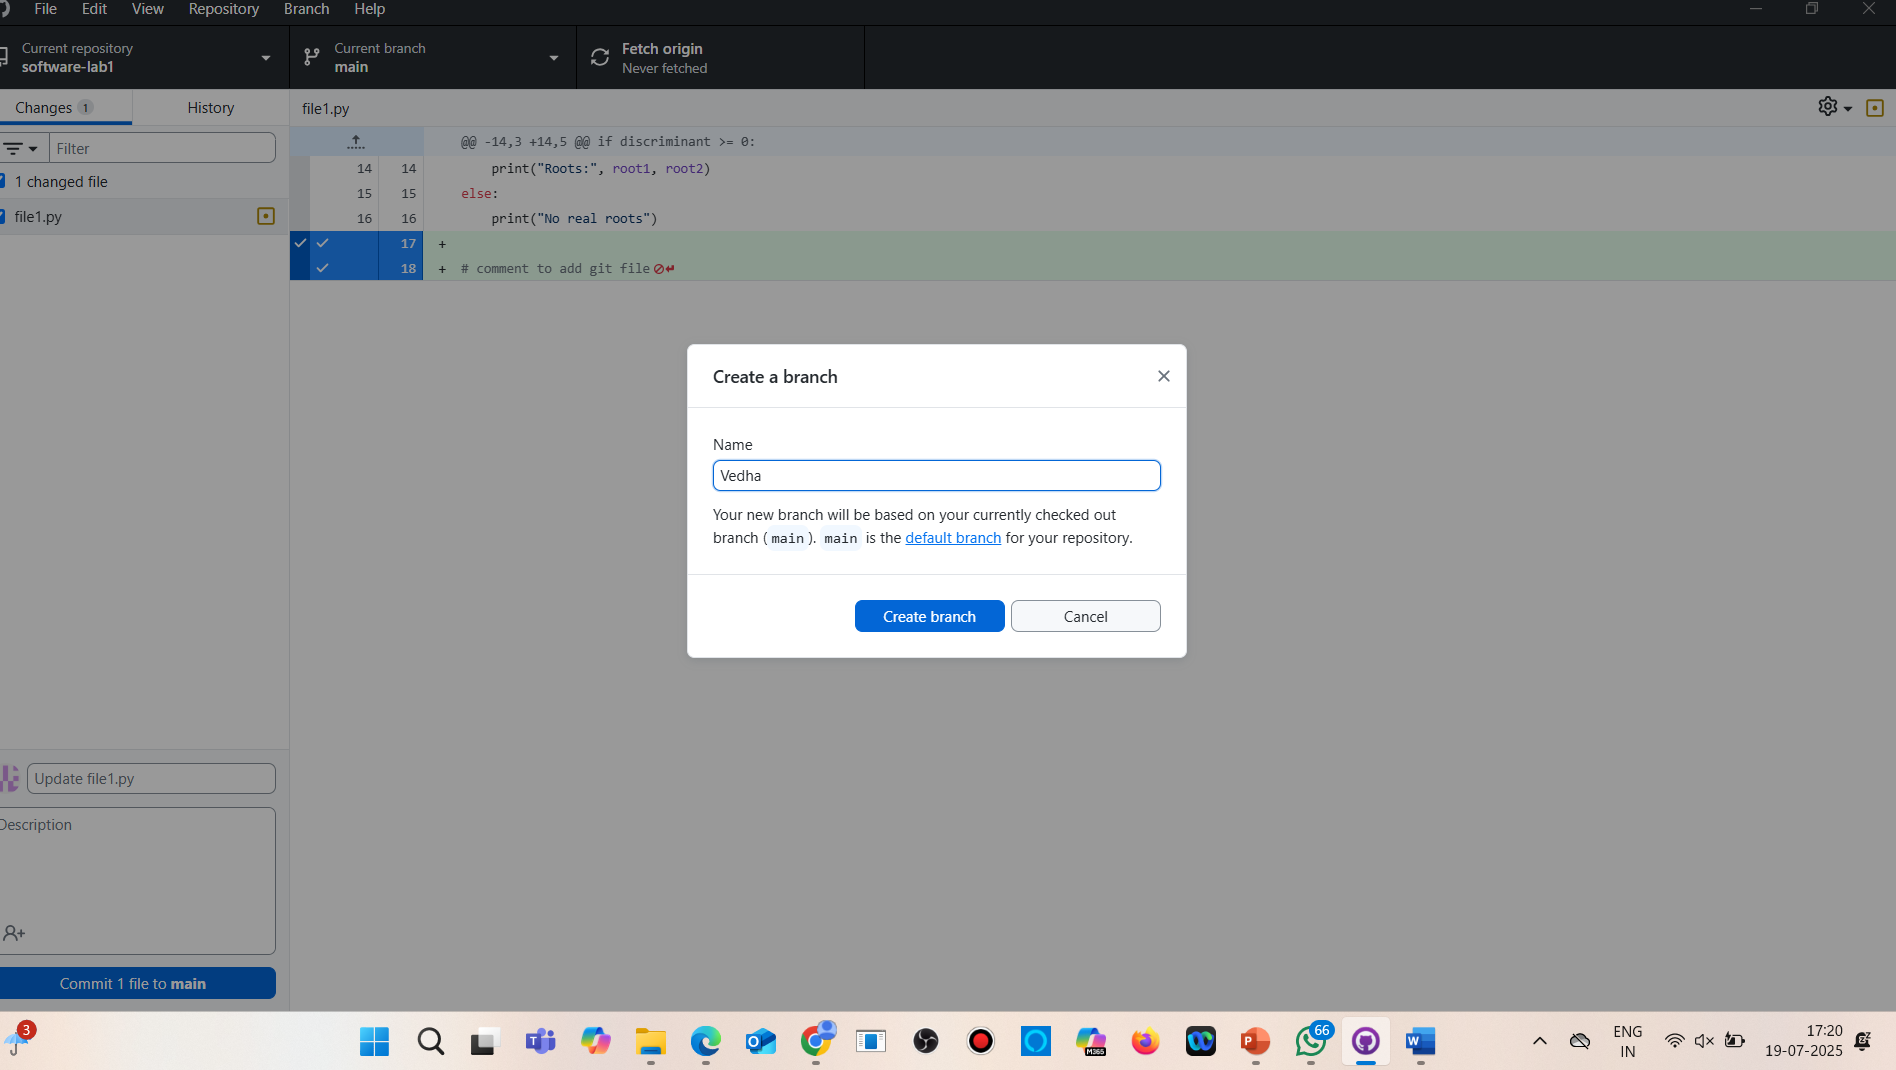 File Edit View Repository Branch Help
Current repository
software-lab1
Current branch
main
Fetch origin
Never fetched
Changes 1
History
file1.py
Filter
1 changed file
file1.py
@@ -14,3 +14,5 @@ if discriminant >= 0:
14 14 print("Roots:", root1, root2)
15 15 else:
16 16 print("No real roots")
17 +
18 + # comment to add git file
Create a branch
Name
Vedha
Your new branch will be based on your currently checked out
branch (main). main is the default branch for your repository.
Create branch
Cancel
Update file1.py
Description
Commit 1 file to main
3
M365
66
ENG
IN
17:20
19-07-2025